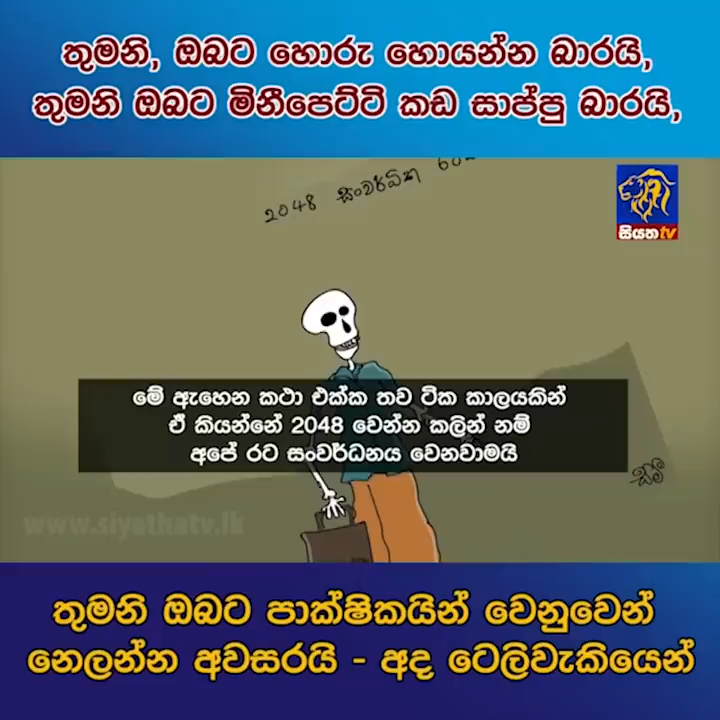 තුමනි, ඔබට හොරු හොයන්න බාරයි,
තුමනි ඔබට මිනීපෙට්ටි කඩ සාප්පු බාරයි,
2048 සංවර්ධිත
සියත tv
මේ ඇහෙන කථා එක්ක තව ටික කාලයකින්
ඒ කියන්නේ 2048 වෙන්න කලින් නම්
අපේ රට සංවර්ධනය වෙනවාමයි
www.siyathatv.lk
තුමනි ඔබට පාක්ෂිකයින් වෙනුවෙන්
නෙලන්න අවසරයි - අද ටෙලිවැකියෙන්